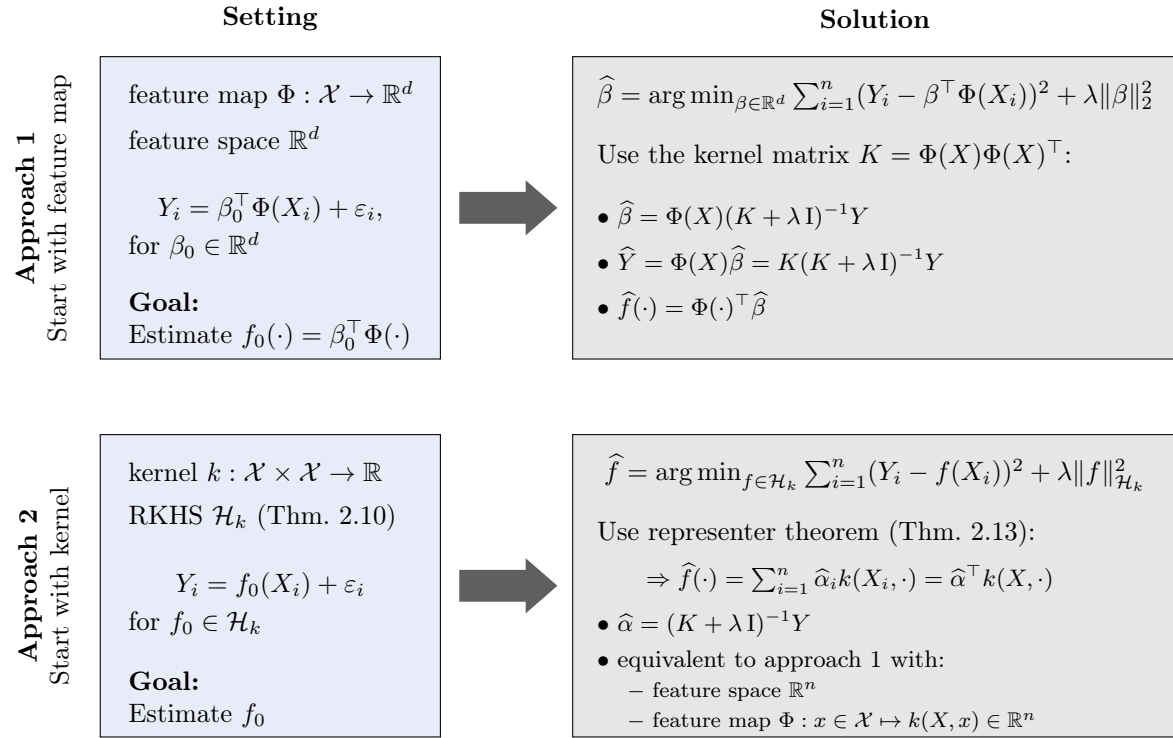 Setting
Solution
Approach 1
Start with feature map
feature map Φ : 𝒳 → ℝ^d
feature space ℝ^d
Y_i = β_0^⊤ Φ(X_i) + ε_i,
for β_0 ∈ ℝ^d
Goal:
Estimate f_0(·) = β_0^⊤ Φ(·)
β̂ = arg min_{β∈ℝ^d} ∑_{i=1}^n (Y_i − β^⊤ Φ(X_i))^2 + λ‖β‖_2^2
Use the kernel matrix K = Φ(X)Φ(X)^⊤:
• β̂ = Φ(X)(K + λ I)^{−1}Y
• Ŷ = Φ(X)β̂ = K(K + λ I)^{−1}Y
• f̂(·) = Φ(·)^⊤ β̂
Approach 2
Start with kernel
kernel k : 𝒳 × 𝒳 → ℝ
RKHS ℋ_k (Thm. 2.10)
Y_i = f_0(X_i) + ε_i
for f_0 ∈ ℋ_k
Goal:
Estimate f_0
f̂ = arg min_{f∈ℋ_k} ∑_{i=1}^n (Y_i − f(X_i))^2 + λ‖f‖_{ℋ_k}^2
Use representer theorem (Thm. 2.13):
⇒ f̂(·) = ∑_{i=1}^n α̂_i k(X_i, ·) = α̂^⊤ k(X, ·)
• α̂ = (K + λ I)^{−1}Y
• equivalent to approach 1 with:
– feature space ℝ^n
– feature map Φ : x ∈ 𝒳 ↦ k(X, x) ∈ ℝ^n